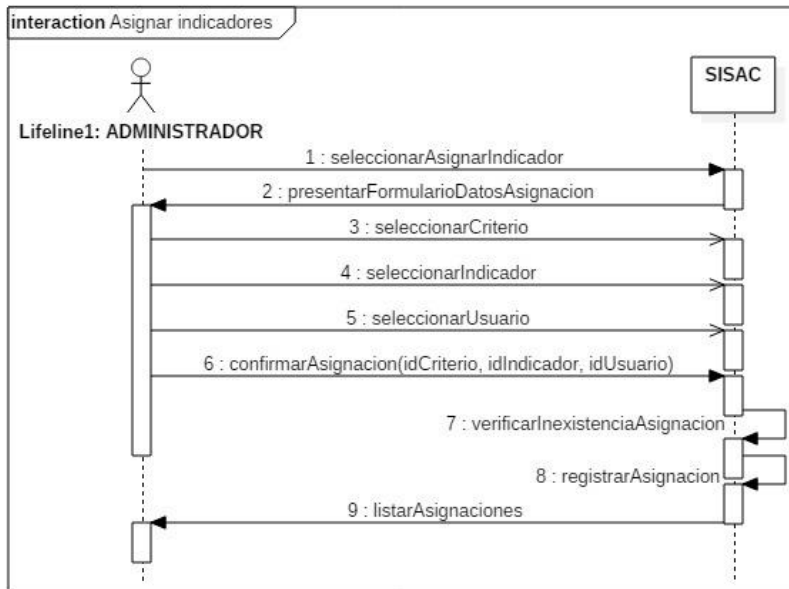 interaction Asignar indicadores
SISAC
Lifeline1: ADMINISTRADOR
1 : seleccionarAsignarIndicador
2 : presentarFormularioDatosAsignacion
3 : seleccionarCriterio
4 : seleccionarIndicador
5 : seleccionarUsuario
6 : confirmarAsignacion(idCriterio, idIndicador, idUsuario)
7 : verificarInexistenciaAsignacion
8 : registrarAsignacion
9 : listarAsignaciones